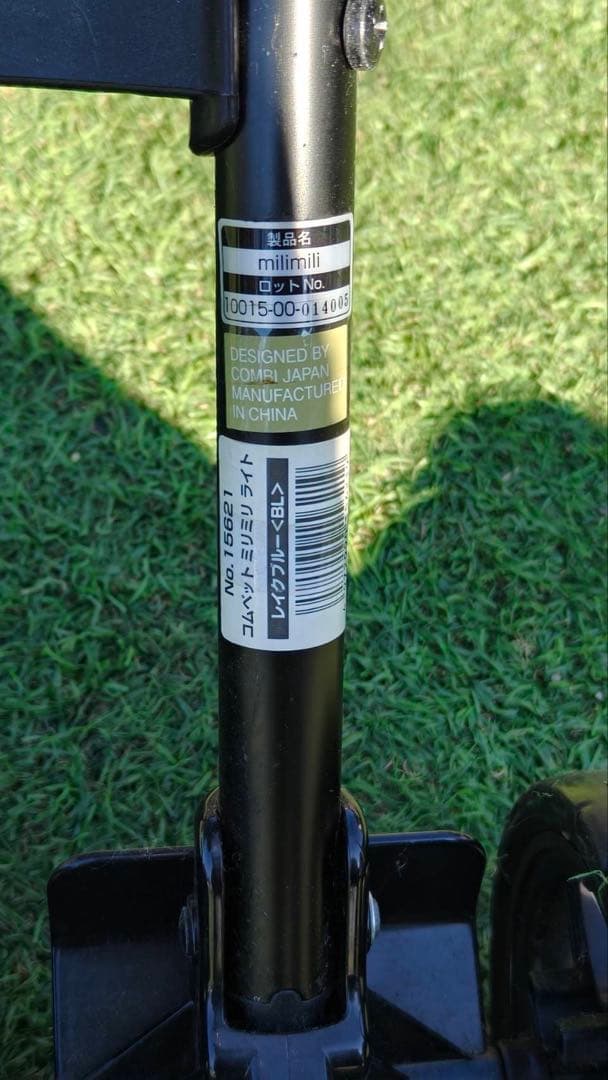 製品名
milimili
ロットNo.
10015-00-014005
DESIGNED BY
COMBI JAPAN
MANUFACTURED
IN CHINA
No.15621
コムペット ミリミリ ライト
レイクブルー<BL>